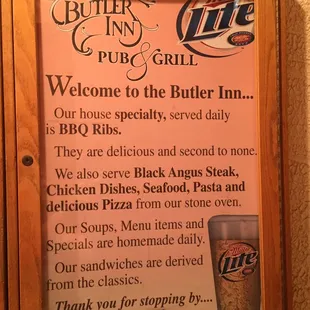 BUTLER
INN
PUB & GRILL
Lite
Welcome to the Butler Inn...
Our house specialty, served daily
is BBQ Ribs.
They are delicious and second to none.
We also serve Black Angus Steak,
Chicken Dishes, Seafood, Pasta and
delicious Pizza from our stone oven.
Our Soups, Menu items and
Specials are homemade daily.
Our sandwiches are derived
from the classics.
Lite
Thank you for stopping by....